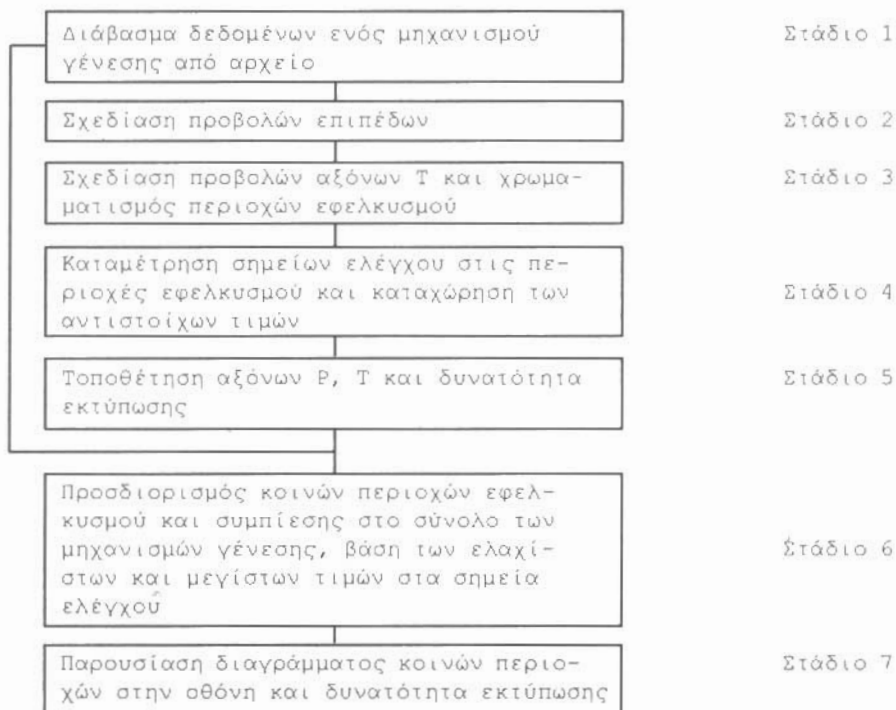 Διάβασμα δεδομένων ενός μηχανισμού Στάδιο 1
γένεσης από αρχείο
Σχεδίαση προβολών επιπέδων Στάδιο 2
Σχεδίαση προβολών αξόνων Τ και χρωμα- Στάδιο 3
ματισμός περιοχών εφελκυσμού
Καταμέτρηση σημείων ελέγχου στις πε-
ριοχές εφελκυσμού και καταχώρηση των Στάδιο 4
αντιστοίχων τιμών
Τοποθέτηση αξόνων Ρ, Τ και δυνατότητα Στάδιο 5
εκτύπωσης
Προσδιορισμός κοινών περιοχών εφελ-
κυσμού και συμπίεσης στο σύνολο των
μηχανισμών γένεσης, βάση των ελαχί- Στάδιο 6
στων και μεγίστων τιμών στα σημεία
ελέγχου
Παρουσίαση διαγράμματος κοινών περιο- Στάδιο 7
χών στην οθόνη και δυνατότητα εκτύπωσης